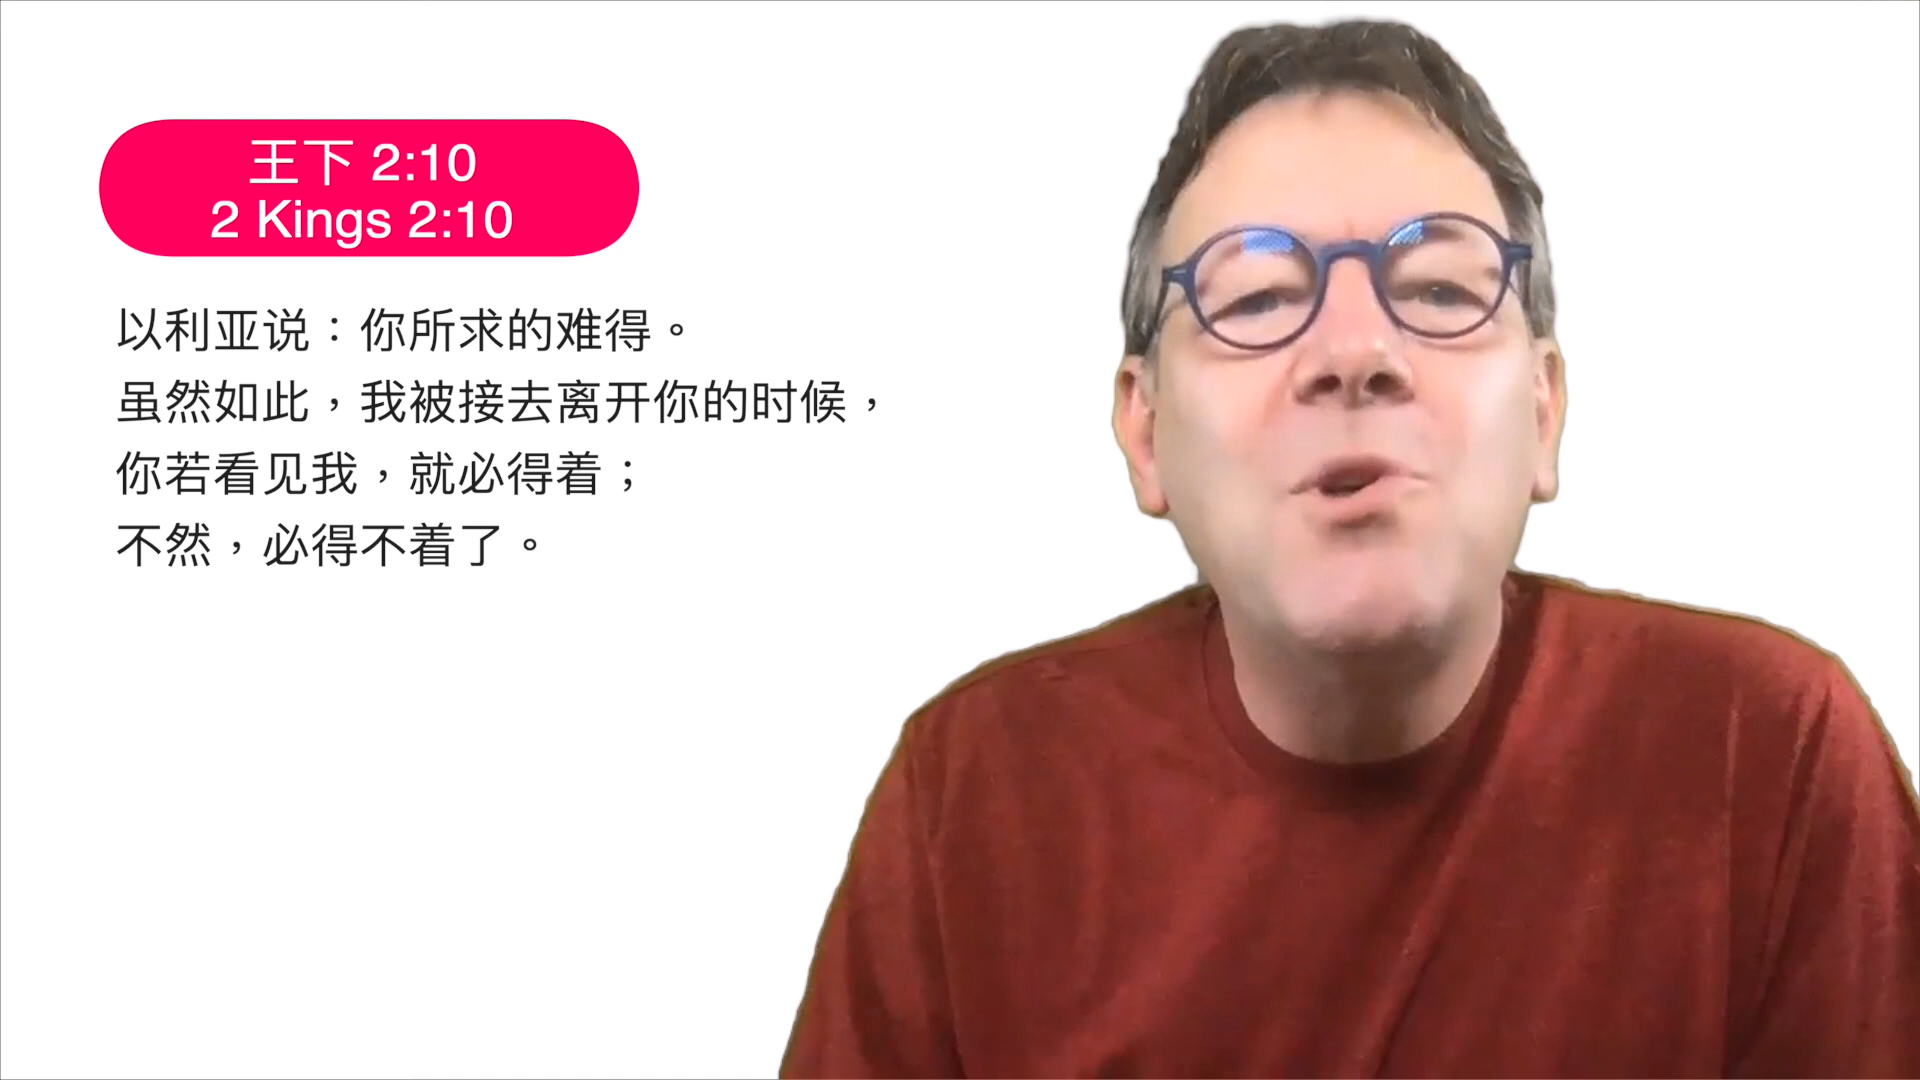 王下 2:10
2 Kings 2:10
以利亚说：你所求的难得。
虽然如此，我被接去离开你的时候，
你若看见我，就必得着；
不然，必得不着了。